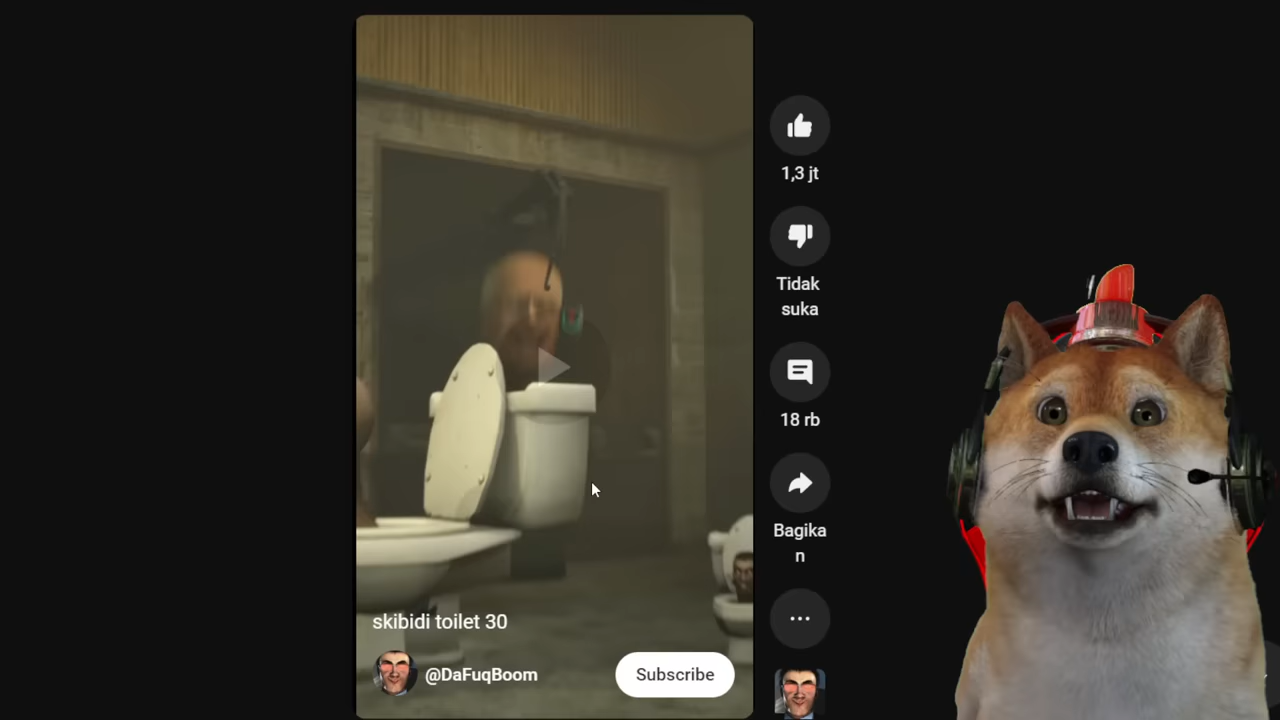 1,3 jt
Tidak
suka
18 rb
Bagika
n
skibidi toilet 30
@DaFuqBoom
Subscribe